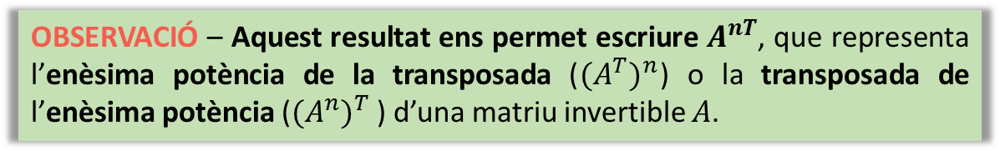 OBSERVACIÓ – Aquest resultat ens permet escriure $A^{nT}$, que representa
l’enèsima potència de la transposada ($(A^T)^n$) o la transposada de
l’enèsima potència ($(A^n)^T$ ) d’una matriu invertible $A$.